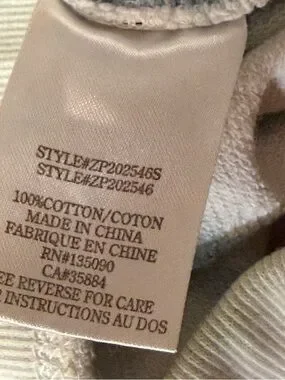 STYLE#ZP202546S
STYLE#ZP202546
100%COTTON/COTON
MADE IN CHINA
FABRIQUE EN CHINE
RN#135090
CA#35884
REVERSE FOR CARE
INSTRUCTIONS AU DOS